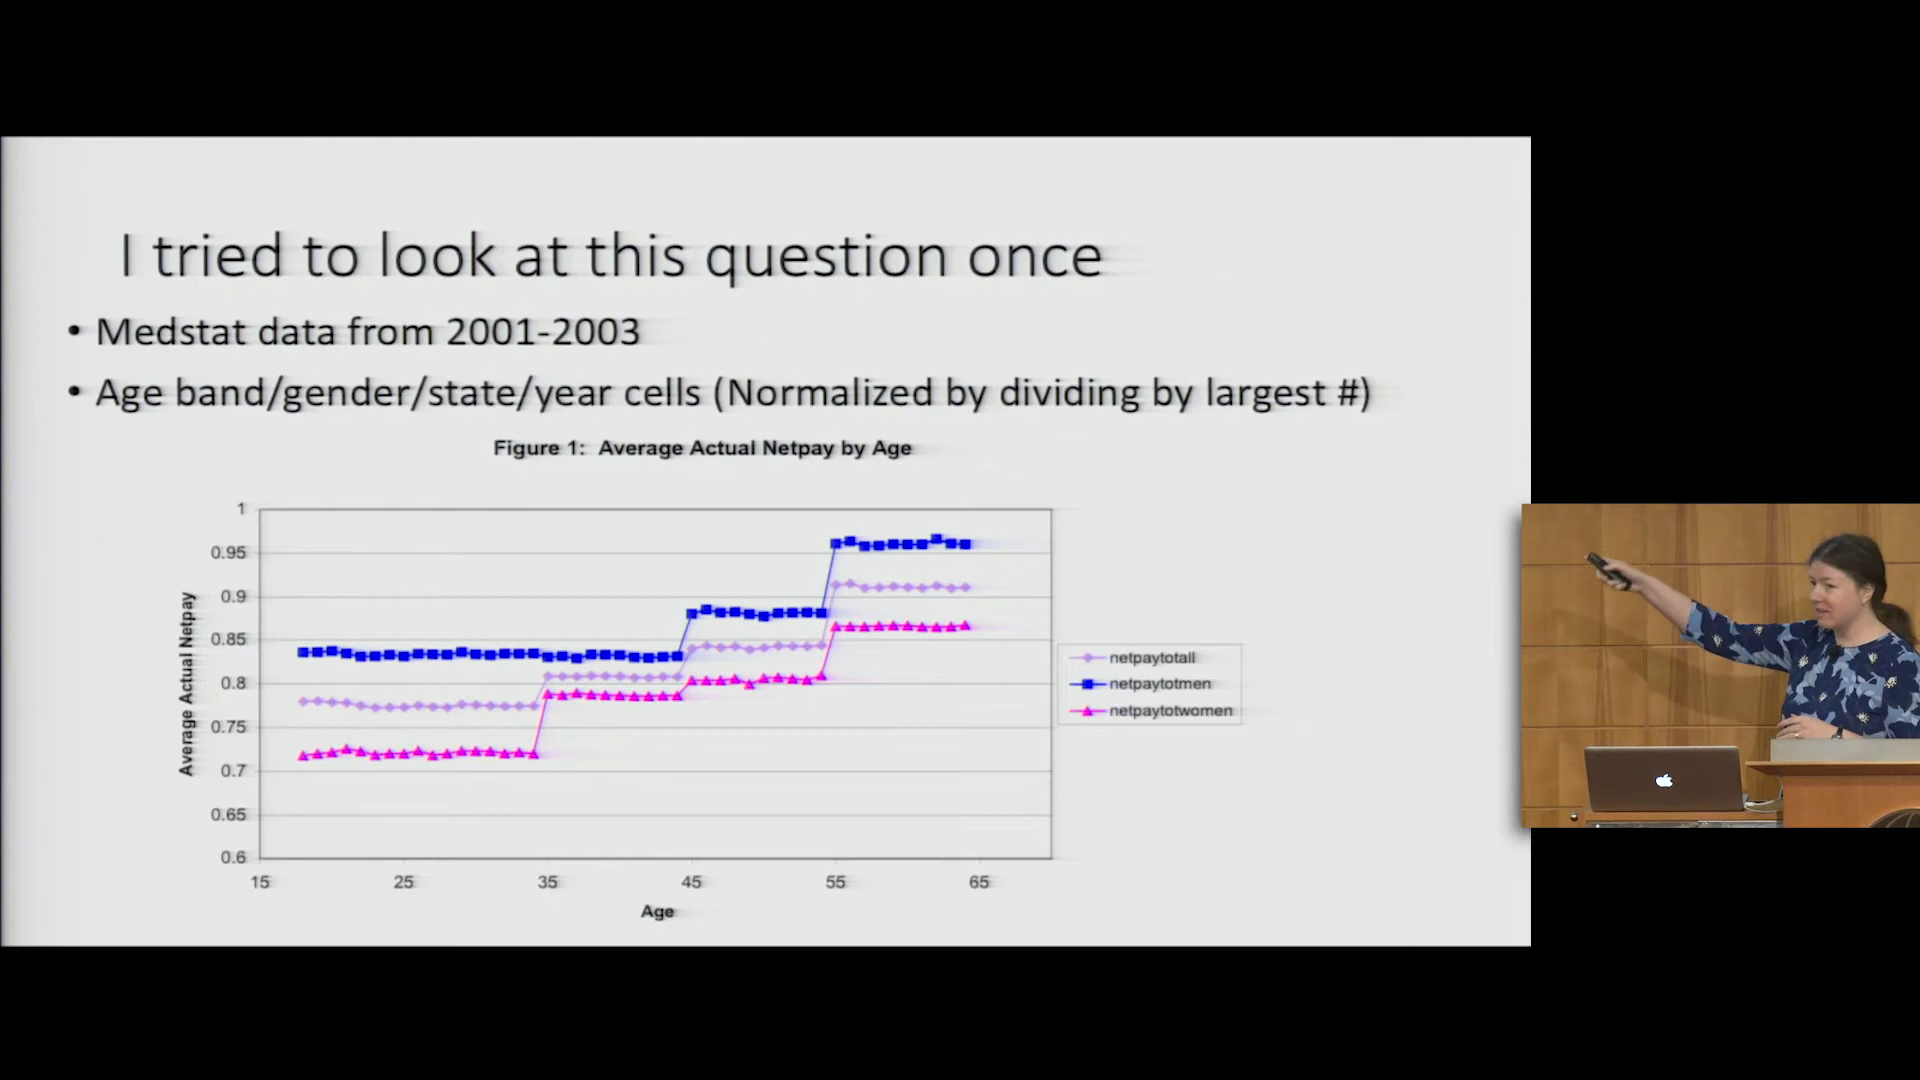 I tried to look at this question once
• Medstat data from 2001-2003
• Age band/gender/state/year cells (Normalized by dividing by largest #)
Figure 1: Average Actual Netpay by Age
Average Actual Netpay
1
0.95
0.9
0.85
0.8
0.75
0.7
0.65
0.6
15 25 35 45 55 65
Age
netpaytotall
netpaytotmen
netpaytotwomen